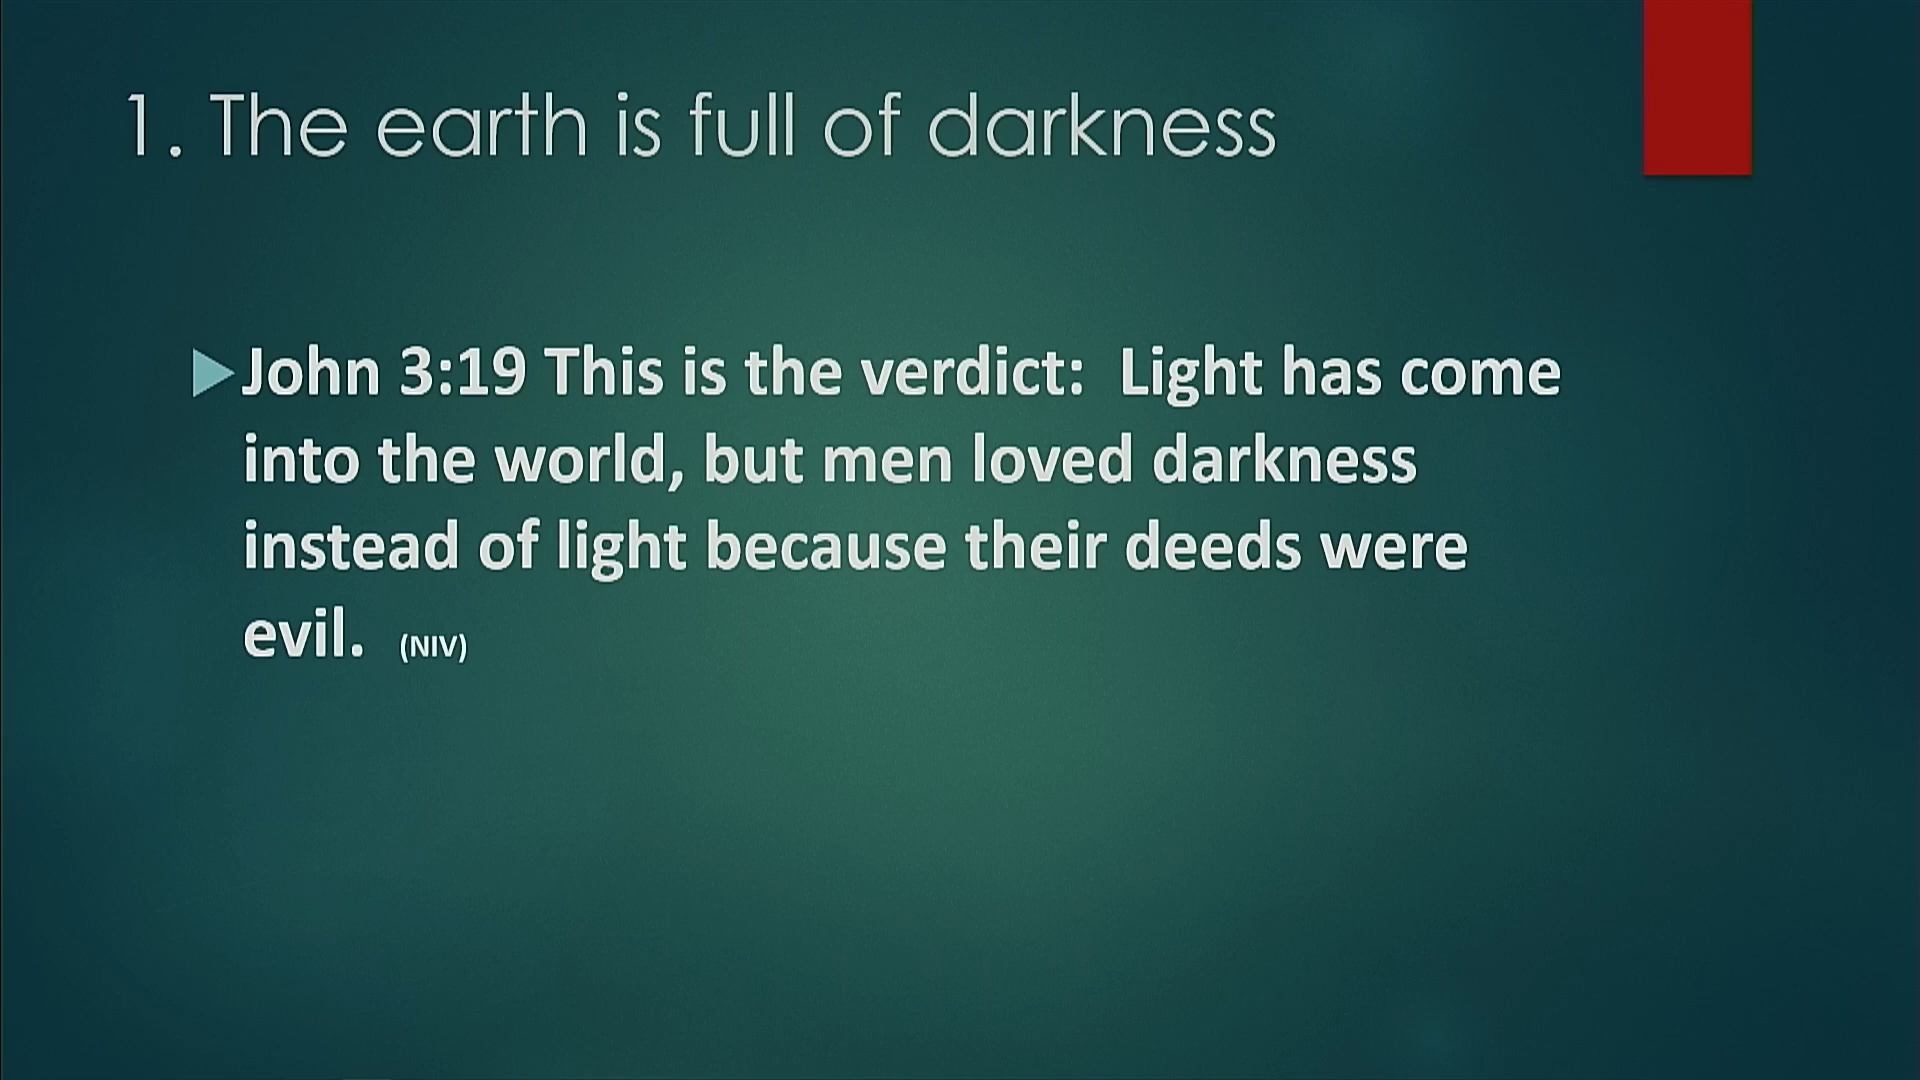 1. The earth is full of darkness
John 3:19 This is the verdict:  Light has come
into the world, but men loved darkness
instead of light because their deeds were
evil.  (NIV)